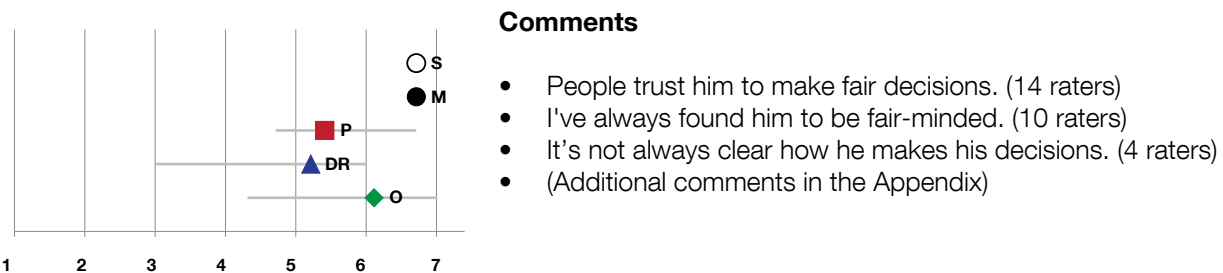 Comments
S
M
P
DR
O
1 2 3 4 5 6 7
• People trust him to make fair decisions. (14 raters)
• I've always found him to be fair-minded. (10 raters)
• It’s not always clear how he makes his decisions. (4 raters)
• (Additional comments in the Appendix)